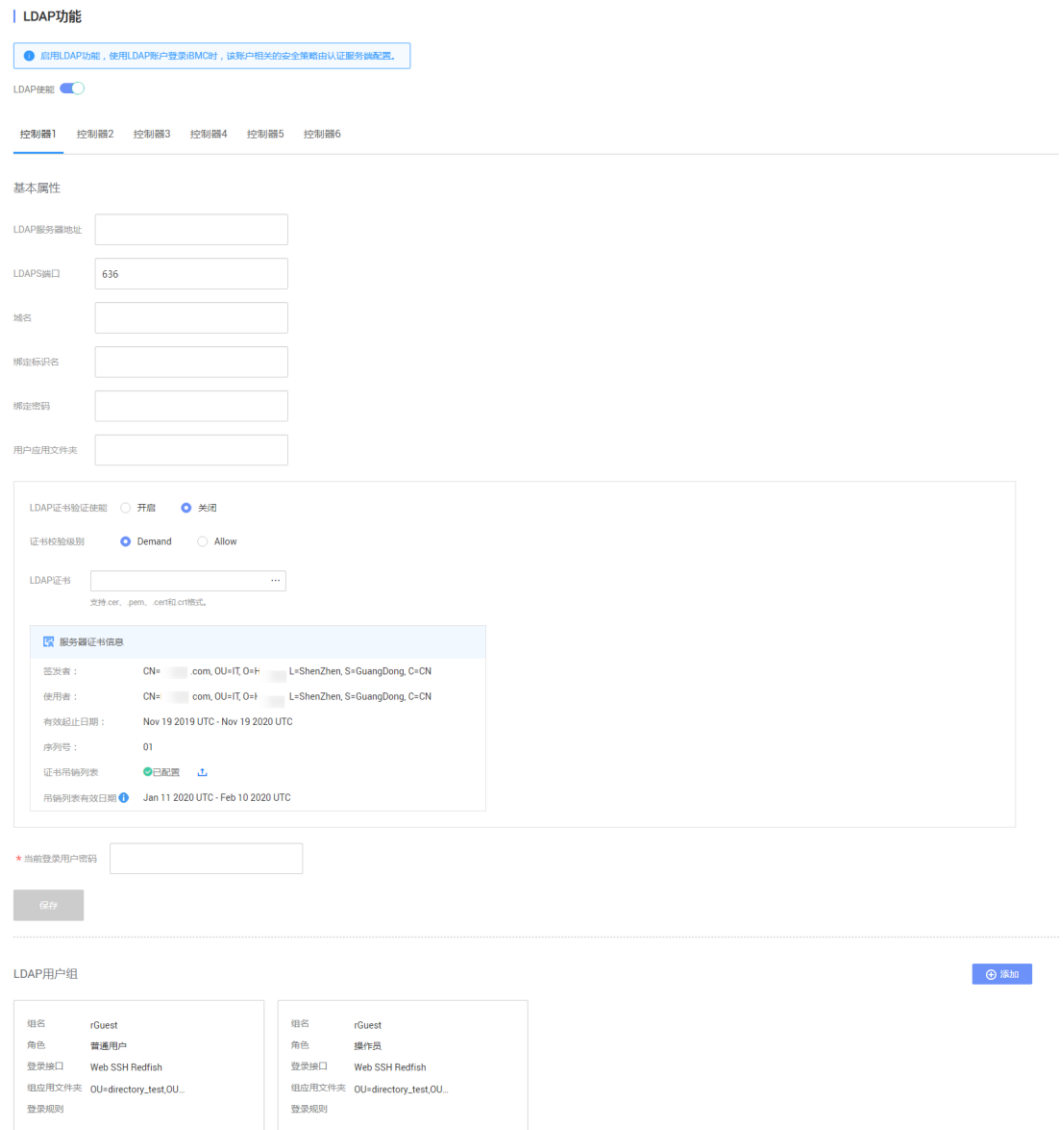 LDAP功能
启用LDAP功能，使用LDAP账户登录iBMC时，该账户相关的安全策略由认证服务端配置。
LDAP使能
控制器1 控制器2 控制器3 控制器4 控制器5 控制器6
基本属性
LDAP服务器地址
LDAPS端口 636
域名
绑定标识名
绑定密码
用户应用文件夹
LDAP证书验证使能 开启 关闭
证书校验级别 Demand Allow
LDAP证书 ...
支持.cer、.pem、.cert和.crt格式。
服务器证书信息
签发者： CN= .com, OU=IT, O=H L=ShenZhen, S=GuangDong, C=CN
使用者： CN= com, OU=IT, O= L=ShenZhen, S=GuangDong, C=CN
有效起止日期： Nov 19 2019 UTC - Nov 19 2020 UTC
序列号： 01
证书吊销列表 已配置
吊销列表有效日期 Jan 11 2020 UTC - Feb 10 2020 UTC
* 当前登录用户密码
保存
LDAP用户组 添加
组名 rGuest 组名 rGuest
角色 普通用户 角色 操作员
登录接口 Web SSH Redfish 登录接口 Web SSH Redfish
组应用文件夹 OU=directory_test,OU... 组应用文件夹 OU=directory_test,OU...
登录规则 登录规则